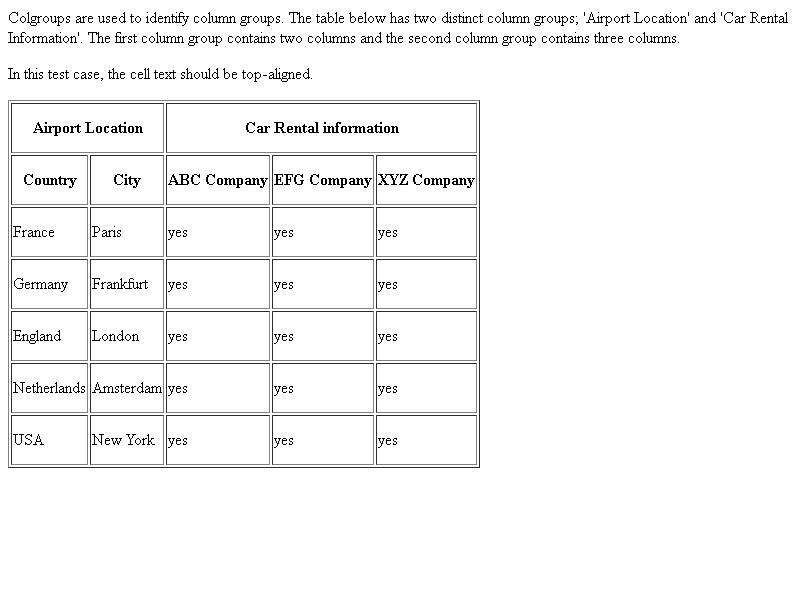 Colgroups are used to identify column groups. The table below has two distinct column groups; 'Airport Location' and 'Car Rental
Information'. The first column group contains two columns and the second column group contains three columns.
In this test case, the cell text should be top-aligned.
Airport Location Car Rental information
Country City ABC Company EFG Company XYZ Company
France Paris yes yes yes
Germany Frankfurt yes yes yes
England London yes yes yes
Netherlands Amsterdam yes yes yes
USA New York yes yes yes